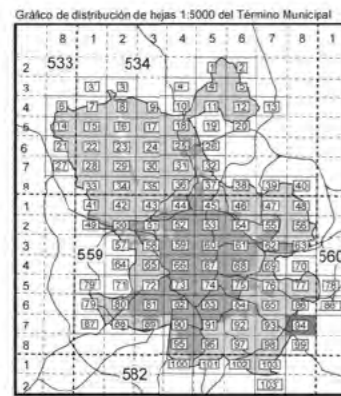 Gráfico de distribución de hojas 1:5000 del Término Municipal
8 1 2 3 4 5 6 7 8 1
533 534
2 1 2
3 3 3 4 4 5
4 6 7 8 9 10 11 12 13
5 14 15 16 17 18 19 20
6 21 22 23 24 25 26
7 27 28 29 30 31 32
8 33 34 35 36 37 38 39 40
1 41 42 43 44 45 46 47 48
2 49 50 51 52 53 54 55 56
3 57 58 59 60 61 62 63
559 560
4 64 65 66 67 68 69 70
5 71 72 73 74 75 76 77 78
6 79 80 81 82 83 84 85 86
7 87 88 89 90 91 92 93 94
8 95 96 97 98 99
582
1 100 101 102 103
2 103